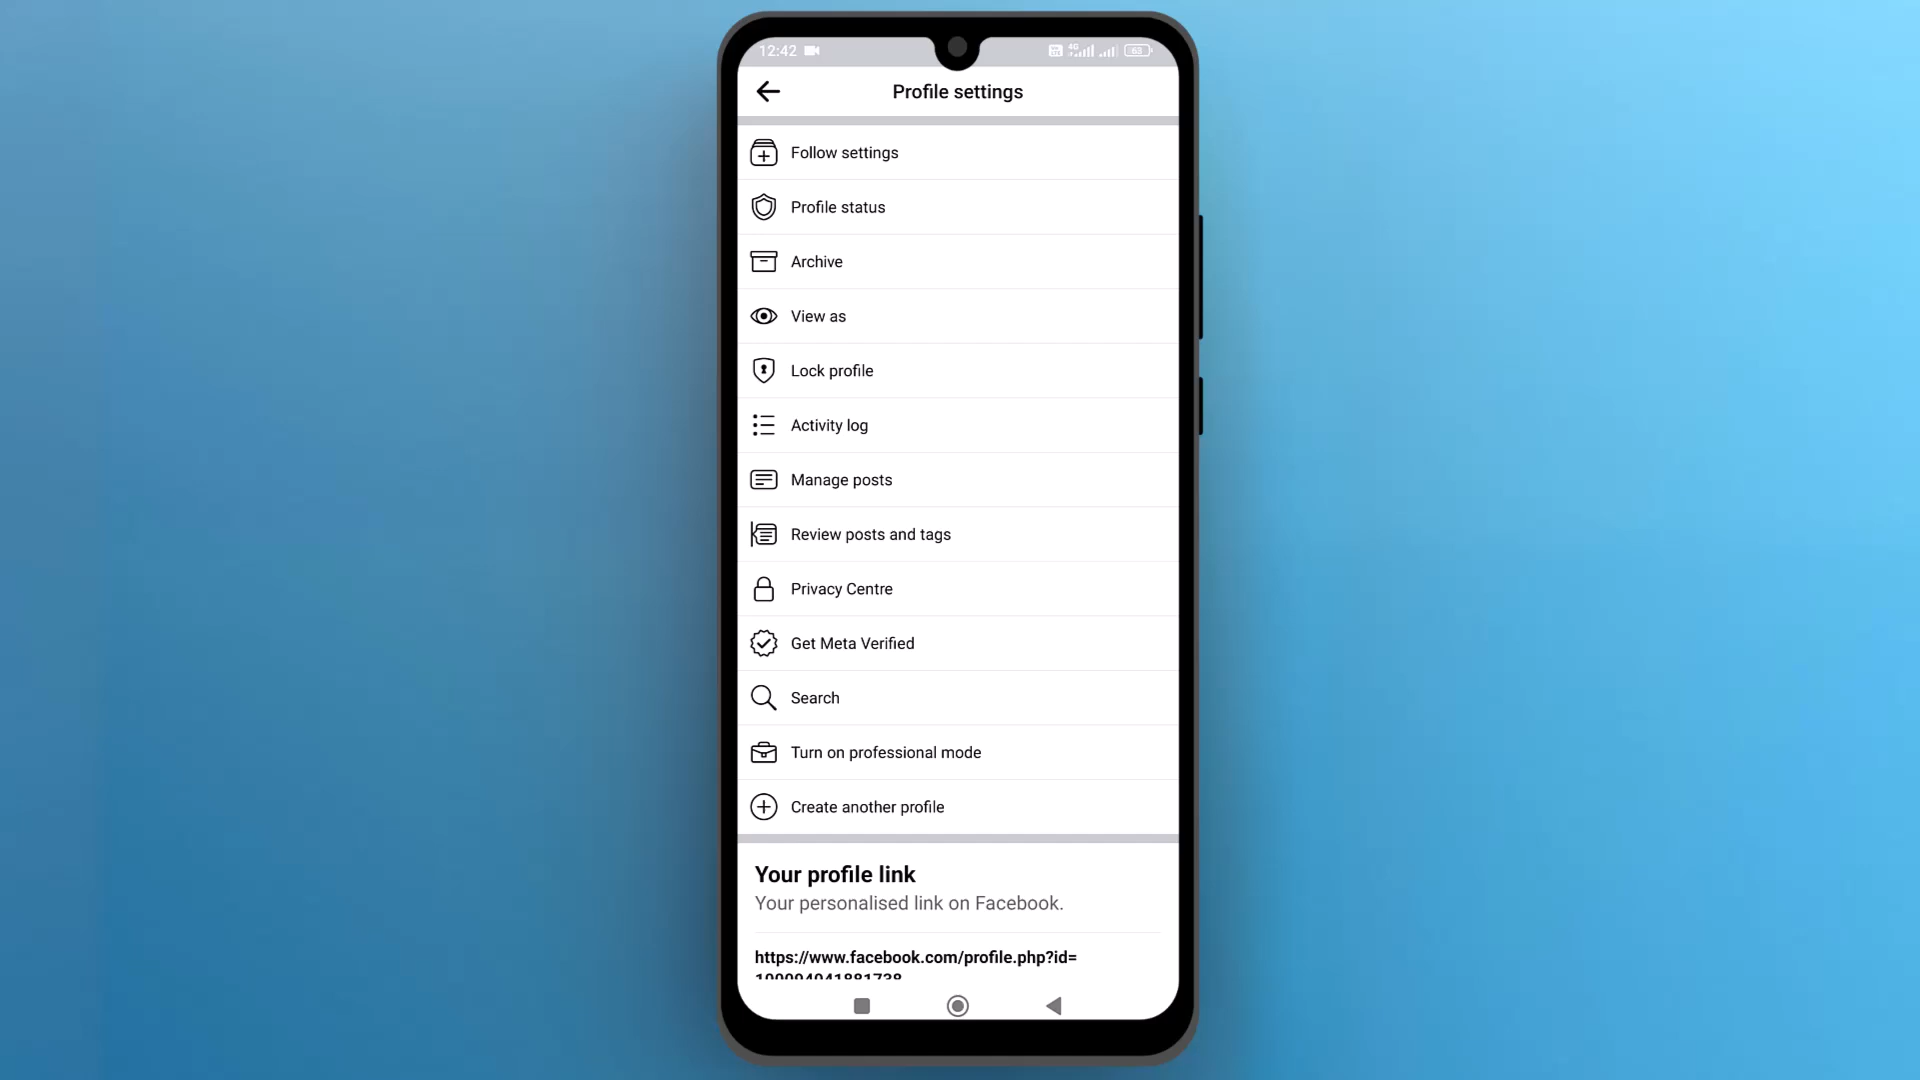 12:42
4G
63
Profile settings
Follow settings
Profile status
Archive
View as
Lock profile
Activity log
Manage posts
Review posts and tags
Privacy Centre
Get Meta Verified
Search
Turn on professional mode
Create another profile
Your profile link
Your personalised link on Facebook.
https://www.facebook.com/profile.php?id=